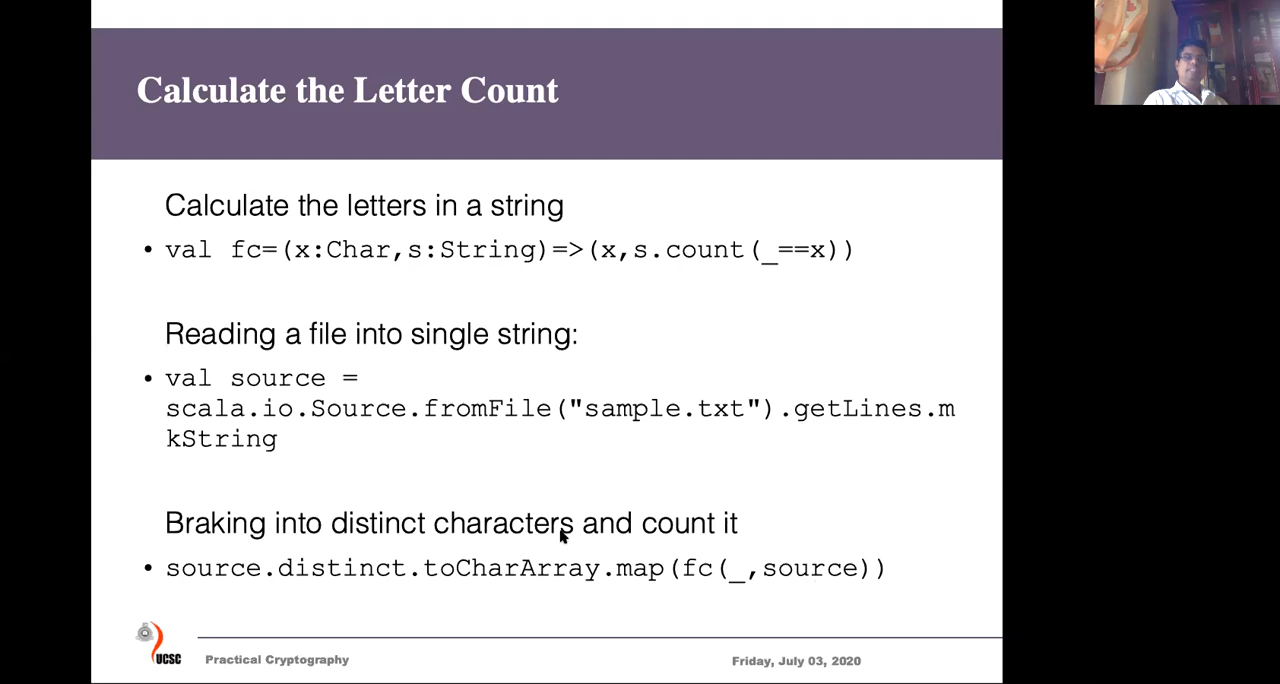 Calculate the Letter Count
Calculate the letters in a string
• val fc=(x:Char,s:String)=>(x,s.count(_==x))
Reading a file into single string:
• val source =
scala.io.Source.fromFile("sample.txt").getLines.m
kString
Braking into distinct characters and count it
• source.distinct.toCharArray.map(fc(_,source))
UCSC
Practical Cryptography
Friday, July 03, 2020